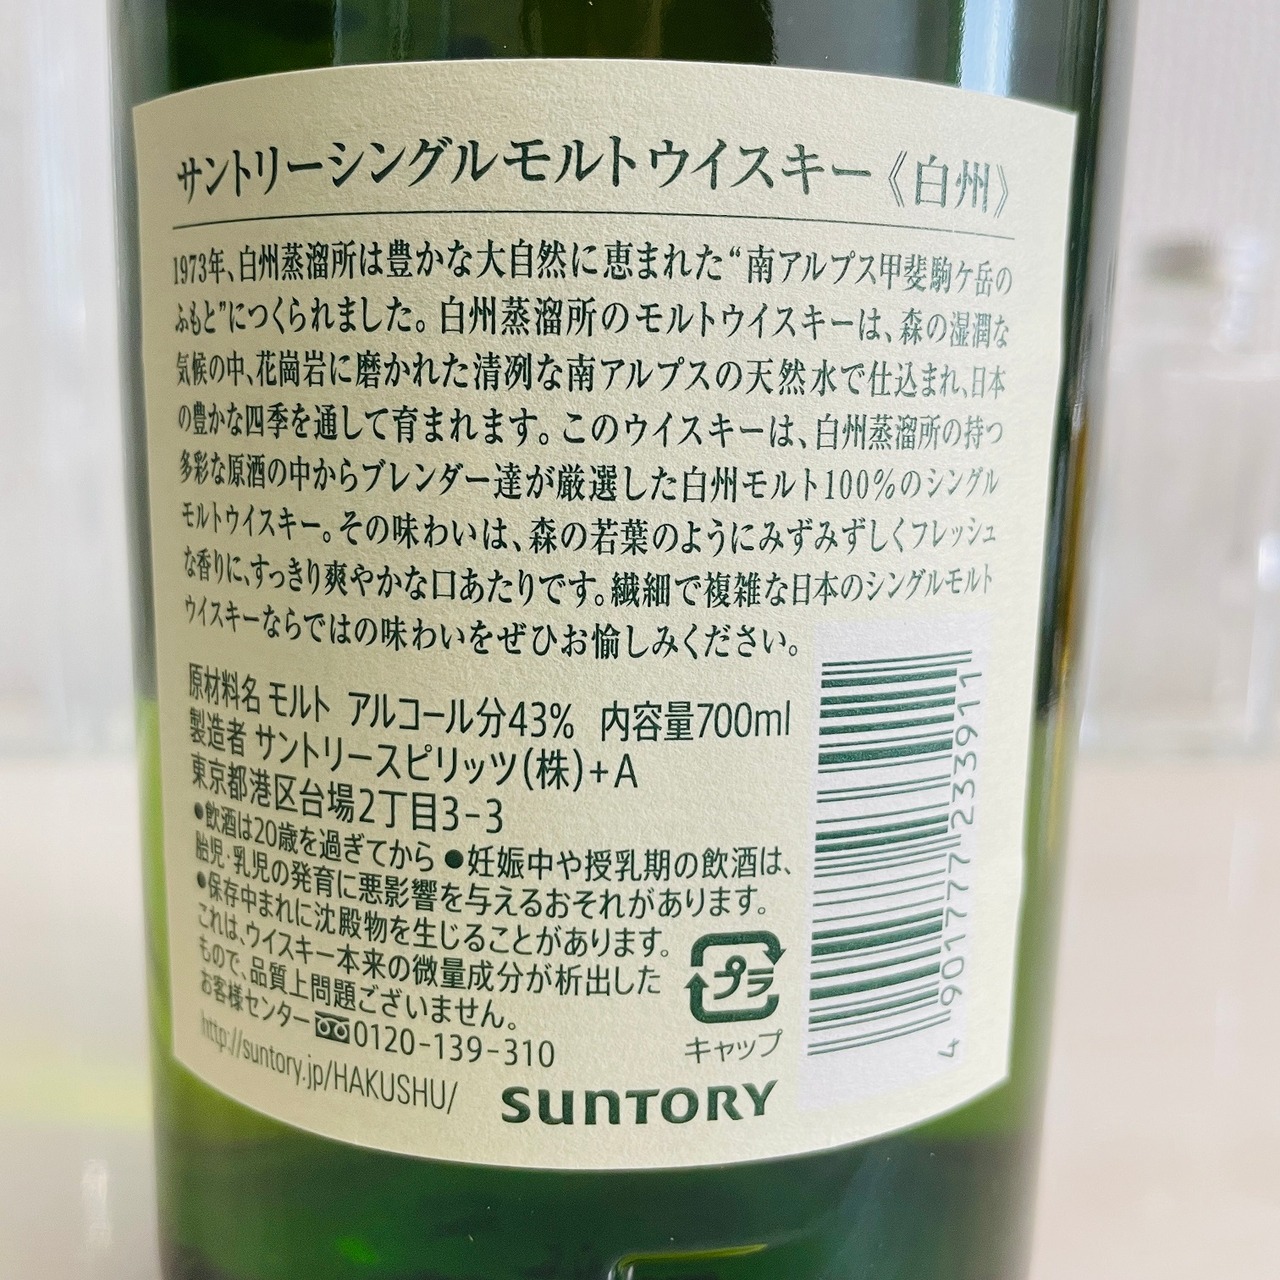 サントリーシングルモルトウイスキー《白州》
1973年、白州蒸溜所は豊かな大自然に恵まれた“南アルプス甲斐駒ケ岳の
ふもと”につくられました。白州蒸溜所のモルトウイスキーは、森の湿潤な
気候の中、花崗岩に磨かれた清冽な南アルプスの天然水で仕込まれ、日本
の豊かな四季を通して育まれます。このウイスキーは、白州蒸溜所の持つ
多彩な原酒の中からブレンダー達が厳選した白州モルト100%のシングル
モルトウイスキー。その味わいは、森の若葉のようにみずみずしくフレッシュ
な香りに、すっきり爽やかな口あたりです。繊細で複雑な日本のシングルモルト
ウイスキーならではの味わいをぜひお愉しみください。
原材料名 モルト アルコール分43% 内容量700ml
製造者 サントリースピリッツ(株)+A
東京都港区台場2丁目3-3
●飲酒は20歳を過ぎてから ●妊娠中や授乳期の飲酒は、
胎児・乳児の発育に悪影響を与えるおそれがあります。
●保存中まれに沈殿物を生じることがあります。
これは、ウイスキー本来の微量成分が析出した
もので、品質上問題ございません。
お客様センター 0120-139-310
http://suntory.jp/HAKUSHU/
SUNTORY
プラ
キャップ
4 901777 233911